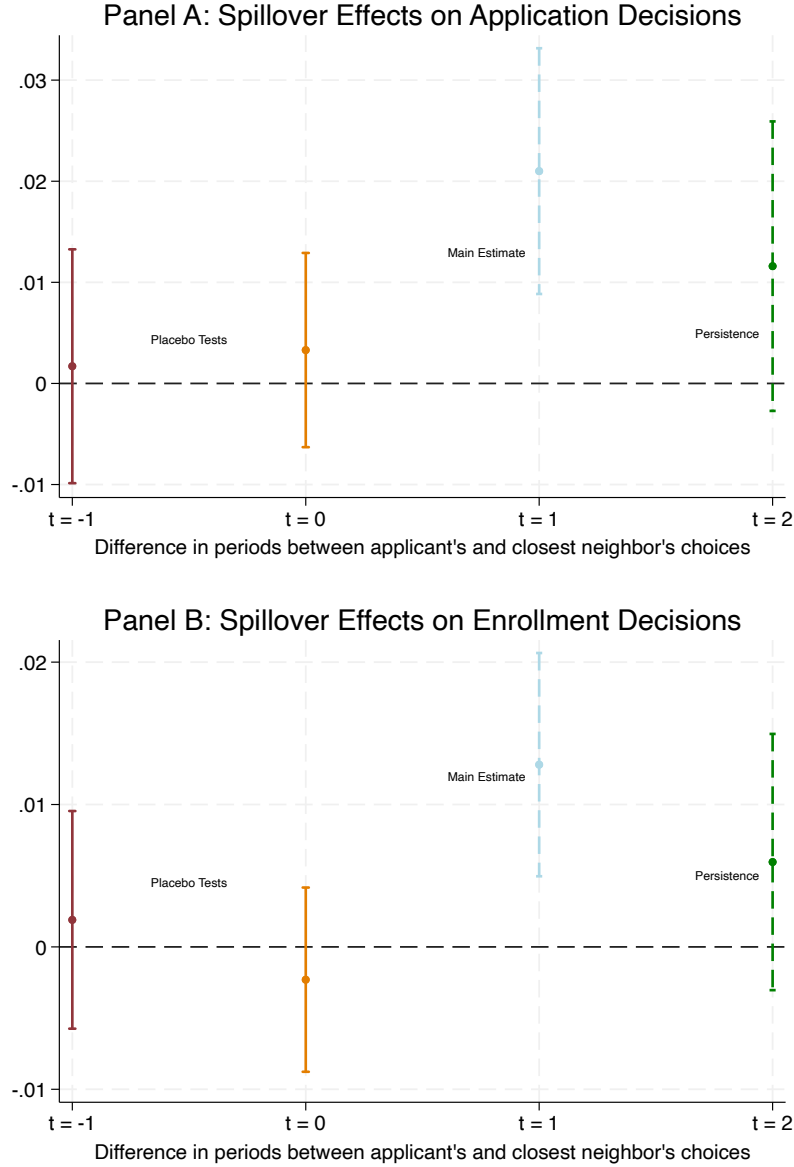 Panel A: Spillover Effects on Application Decisions
.03
.02
Main Estimate
.01
Placebo Tests
Persistence
0
-.01
t = -1 t = 0 t = 1 t = 2
Difference in periods between applicant's and closest neighbor's choices
Panel B: Spillover Effects on Enrollment Decisions
.02
Main Estimate
.01
Placebo Tests
Persistence
0
-.01
t = -1 t = 0 t = 1 t = 2
Difference in periods between applicant's and closest neighbor's choices